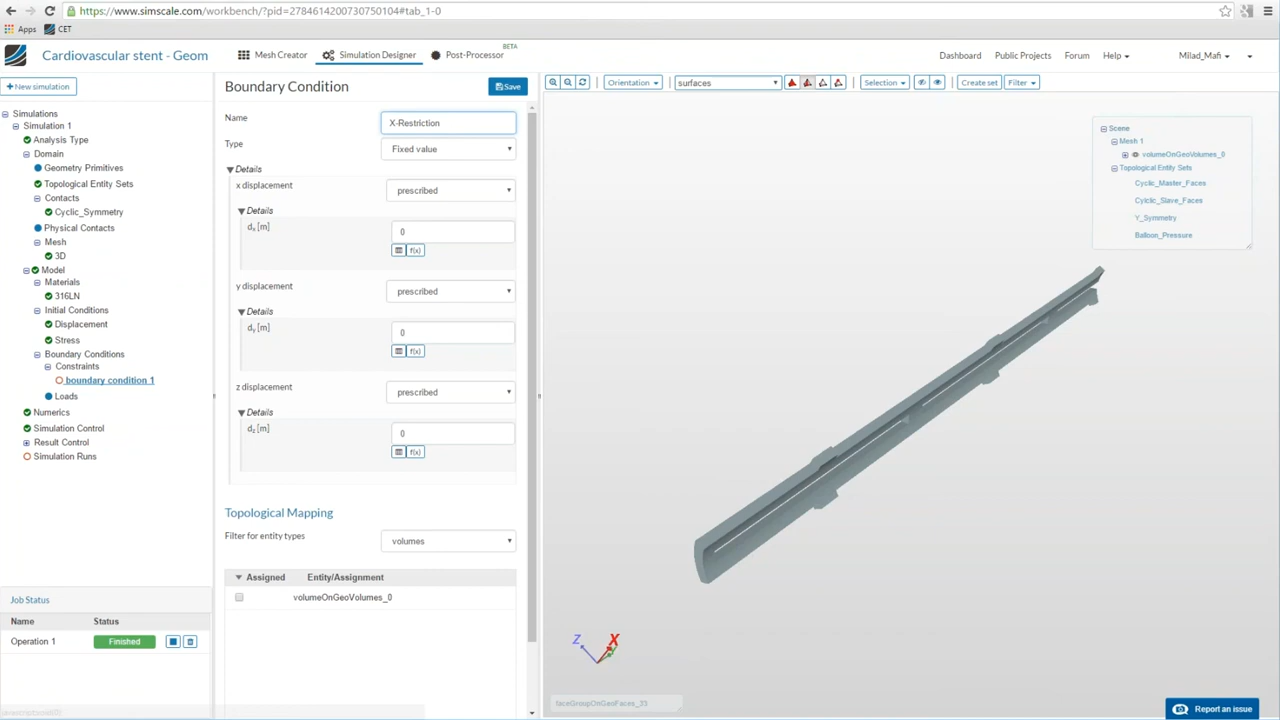 https://www.simscale.com/workbench/?pid=2784614200730750104#tab_1-0
Apps CET
Cardiovascular stent - Geom Mesh Creator Simulation Designer Post-Processor BETA Dashboard Public Projects Forum Help Milad_Mafi
+ New simulation
Simulations
Simulation 1
Analysis Type
Domain
Geometry Primitives
Topological Entity Sets
Contacts
Cyclic_Symmetry
Physical Contacts
Mesh
3D
Model
Materials
316LN
Initial Conditions
Displacement
Stress
Boundary Conditions
Constraints
boundary condition 1
Loads
Numerics
Simulation Control
Result Control
Simulation Runs
Job Status
Name Status
Operation 1 Finished
Boundary Condition Save
Name X-Restriction
Type Fixed value
Details
x displacement prescribed
Details
dx [m] 0
f(x)
y displacement prescribed
Details
dy [m] 0
f(x)
z displacement prescribed
Details
dz [m] 0
f(x)
Topological Mapping
Filter for entity types volumes
Assigned Entity/Assignment
volumeOnGeoVolumes_0
Orientation surfaces Selection Create set Filter
Scene
Mesh 1
volumeOnGeoVolumes_0
Topological Entity Sets
Cyclic_Master_Faces
Cylclic_Slave_Faces
Y_Symmetry
Balloon_Pressure
Z X
faceGroupOnGeoFaces_33
Report an issue